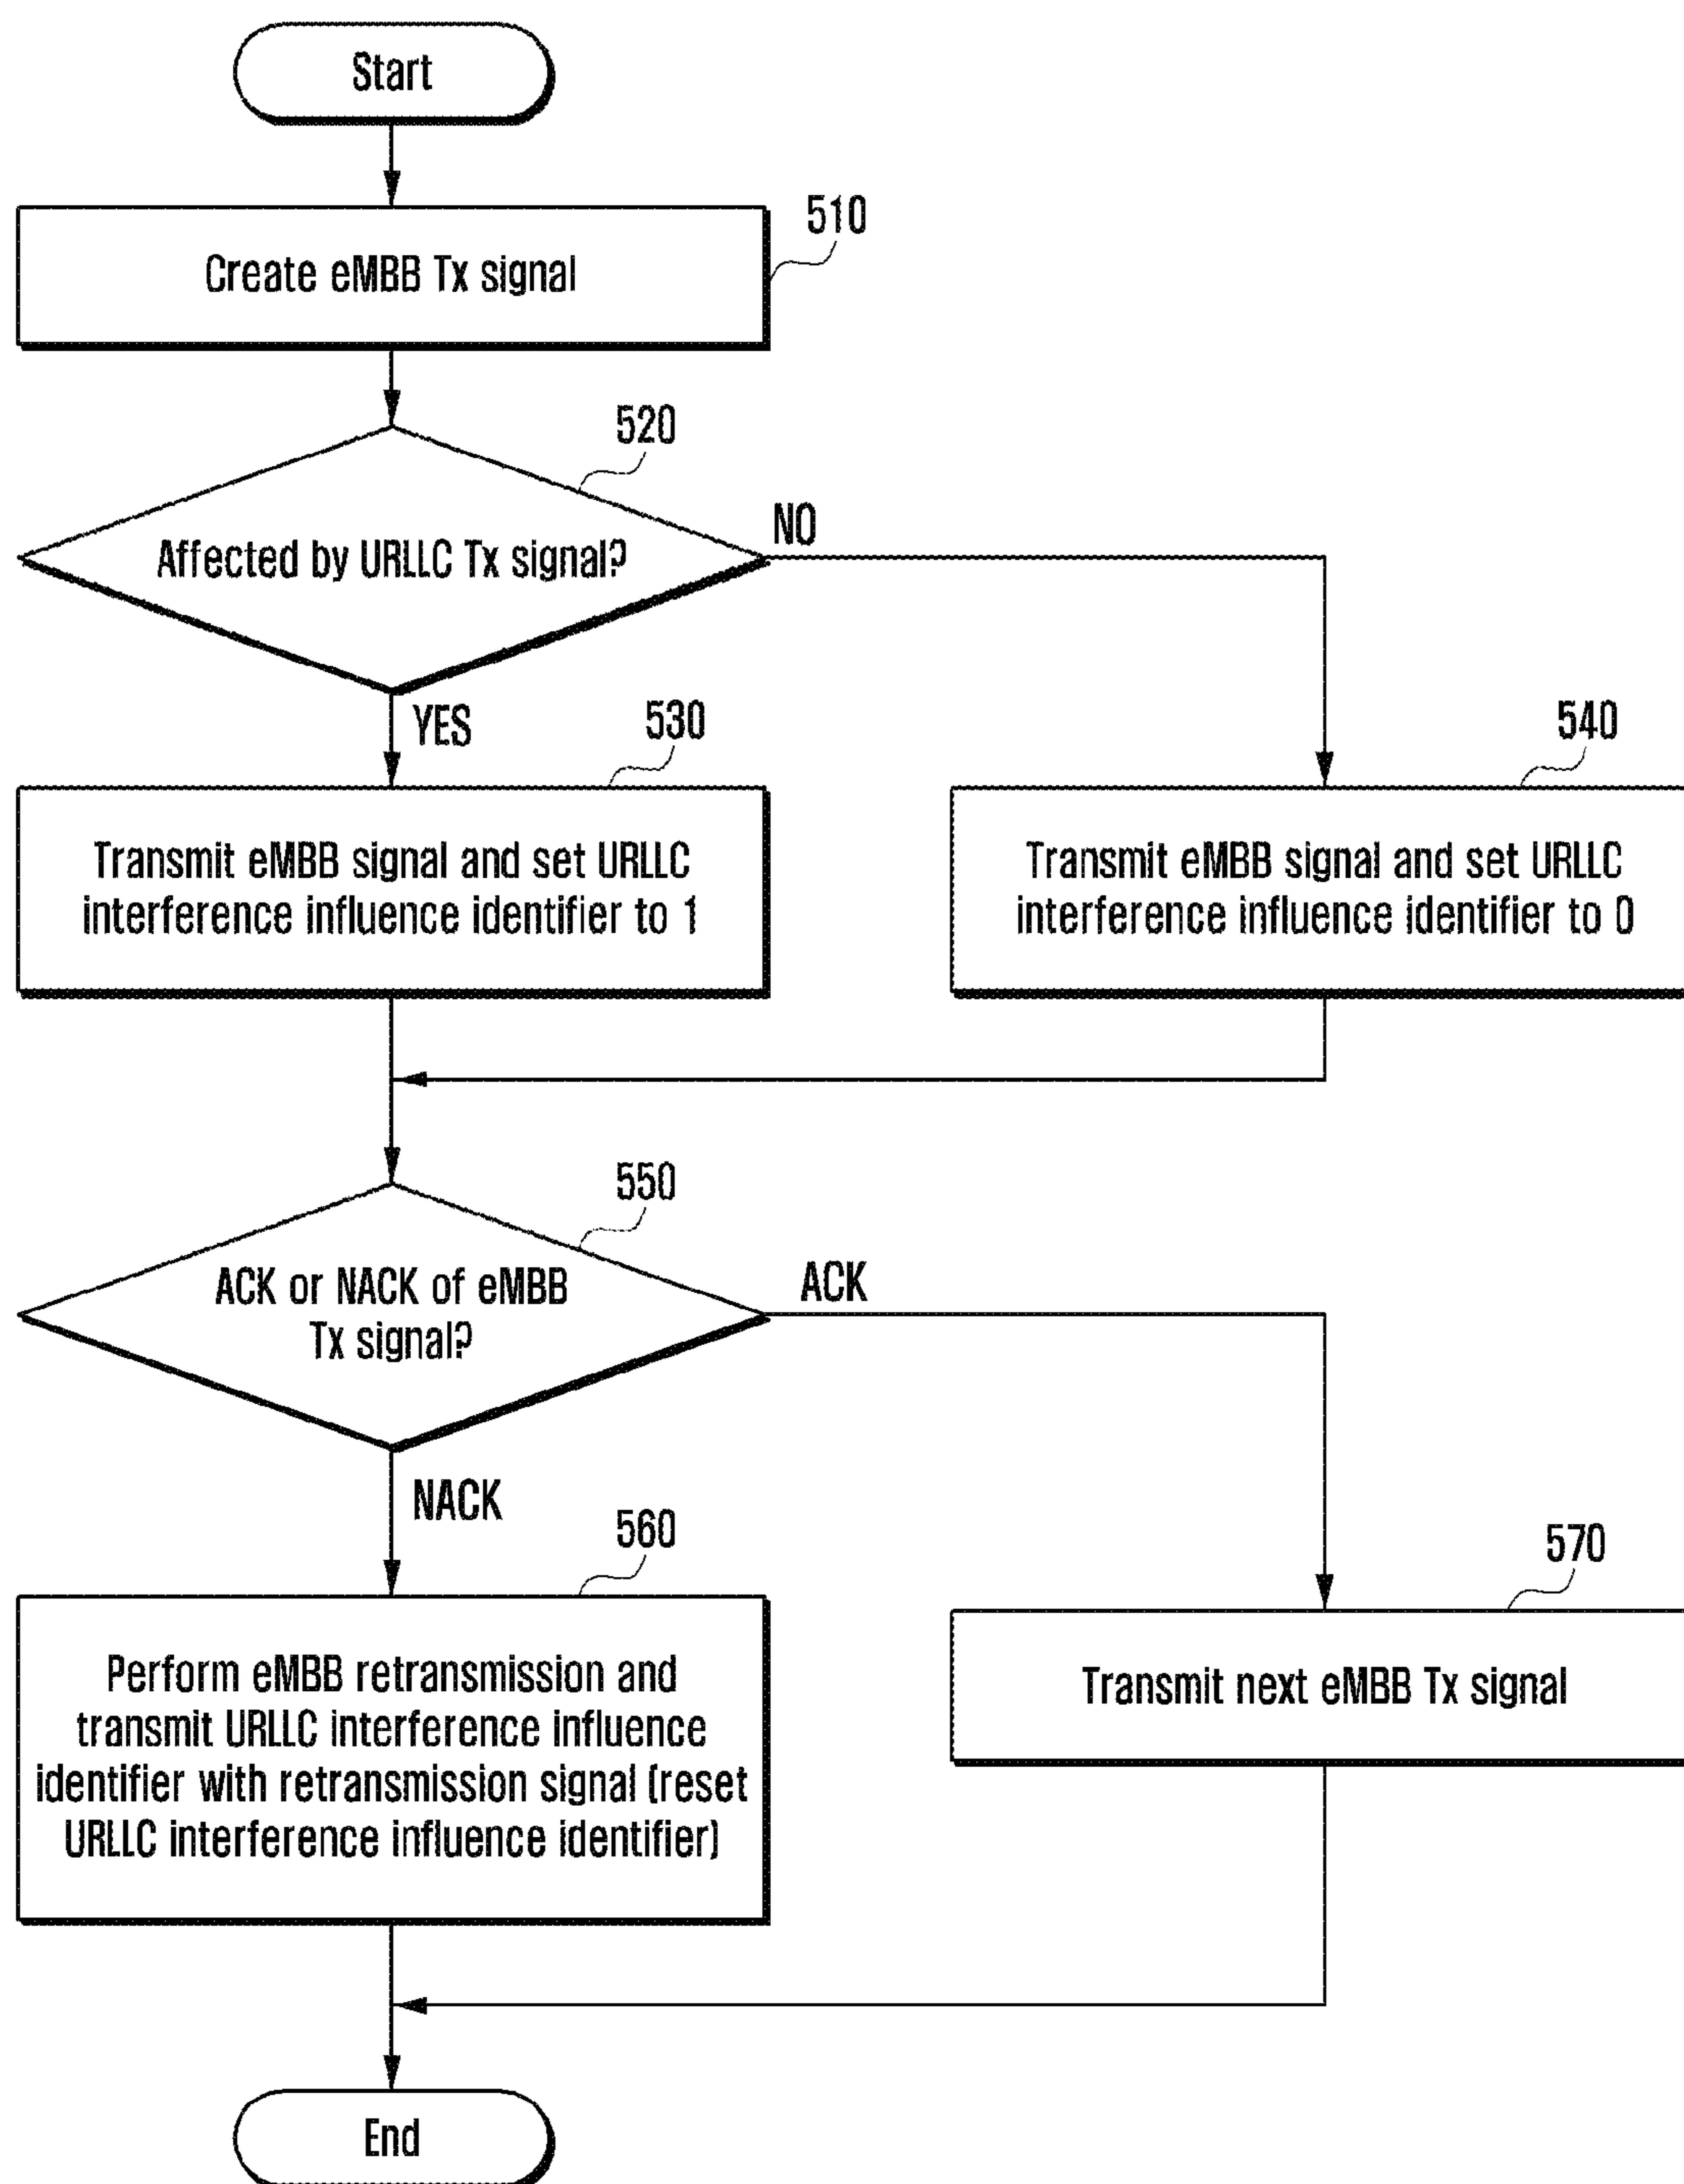 Start
510
Create eMBB Tx signal
520
Affected by URLLC Tx signal?
NO
YES
530
540
Transmit eMBB signal and set URLLC
interference influence identifier to 1
Transmit eMBB signal and set URLLC
interference influence identifier to 0
550
ACK or NACK of eMBB
Tx signal?
ACK
NACK
560
570
Perform eMBB retransmission and
transmit URLLC interference influence
identifier with retransmission signal (reset
URLLC interference influence identifier)
Transmit next eMBB Tx signal
End